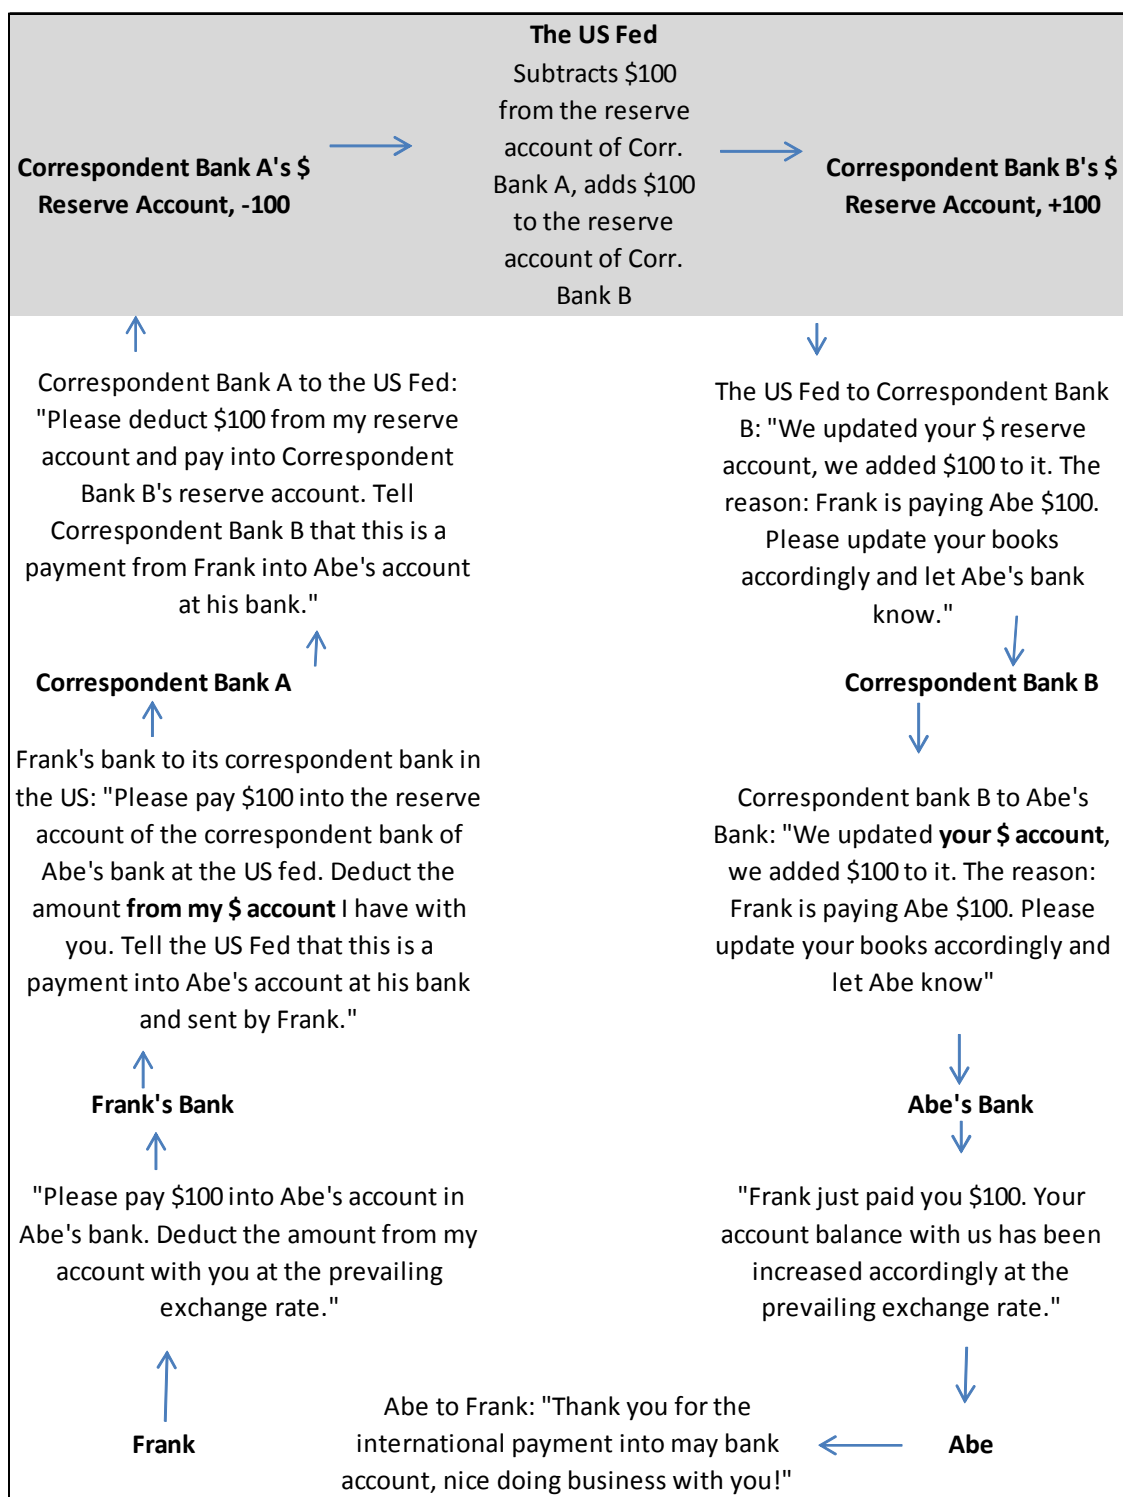 The US Fed
Subtracts $100
from the reserve
account of Corr.
Bank A, adds $100
to the reserve
account of Corr.
Bank B
Correspondent Bank A's $
Reserve Account, -100
Correspondent Bank B's $
Reserve Account, +100
Correspondent Bank A to the US Fed:
"Please deduct $100 from my reserve
account and pay into Correspondent
Bank B's reserve account. Tell
Correspondent Bank B that this is a
payment from Frank into Abe's account
at his bank."
The US Fed to Correspondent Bank
B: "We updated your $ reserve
account, we added $100 to it. The
reason: Frank is paying Abe $100.
Please update your books
accordingly and let Abe's bank
know."
Correspondent Bank A
Correspondent Bank B
Frank's bank to its correspondent bank in
the US: "Please pay $100 into the reserve
account of the correspondent bank of
Abe's bank at the US fed. Deduct the
amount from my $ account I have with
you. Tell the US Fed that this is a
payment into Abe's account at his bank
and sent by Frank."
Correspondent bank B to Abe's
Bank: "We updated your $ account,
we added $100 to it. The reason:
Frank is paying Abe $100. Please
update your books accordingly and
let Abe know"
Frank's Bank
Abe's Bank
"Please pay $100 into Abe's account in
Abe's bank. Deduct the amount from my
account with you at the prevailing
exchange rate."
"Frank just paid you $100. Your
account balance with us has been
increased accordingly at the
prevailing exchange rate."
Frank
Abe to Frank: "Thank you for the
international payment into may bank
account, nice doing business with you!"
Abe